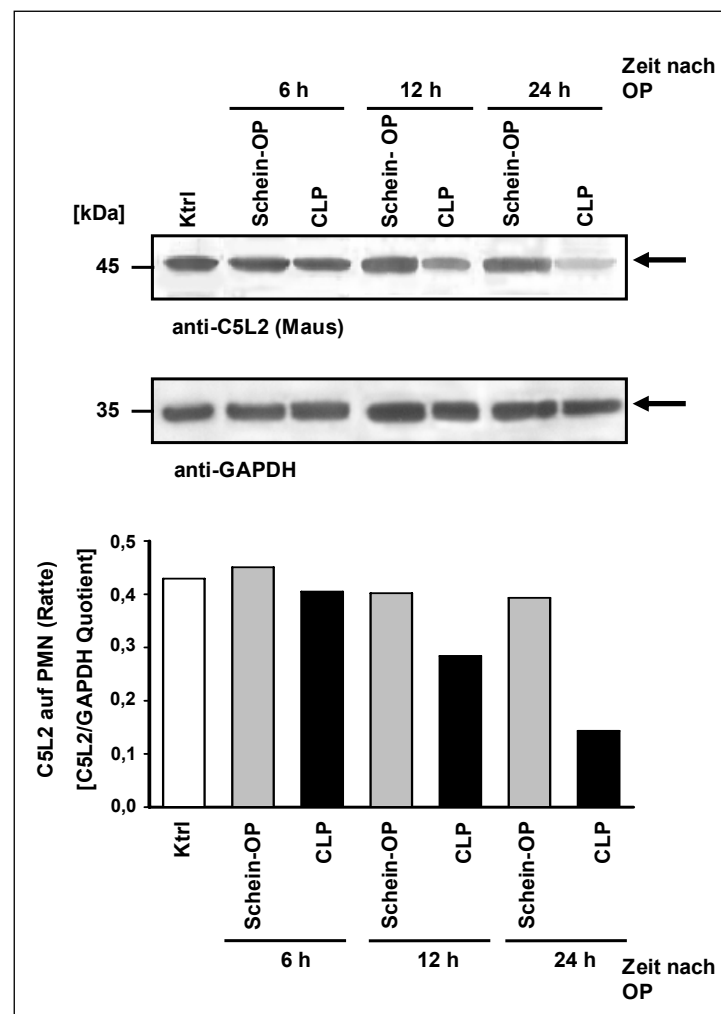 Zeit nach
OP
6 h 12 h 24 h
Ktrl Schein-OP CLP Schein- OP CLP Schein-OP CLP
[kDa]
45
anti-C5L2 (Maus)
35
anti-GAPDH
C5L2 auf PMN (Ratte)
[C5L2/GAPDH Quotient]
0,5
0,4
0,3
0,2
0,1
0,0
Ktrl Schein-OP CLP Schein-OP CLP Schein-OP CLP
6 h 12 h 24 h
Zeit nach
OP